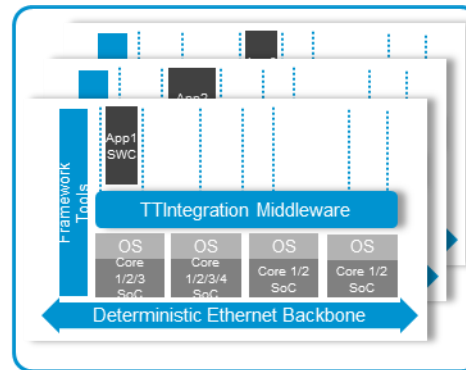 App2
App1
SWC
Framework
Tools
TTIntegration Middleware
OS
OS
OS
OS
Core
1/2/3
SoC
Core
1/2/3/4
SoC
Core 1/2
SoC
Core 1/2
SoC
Deterministic Ethernet Backbone